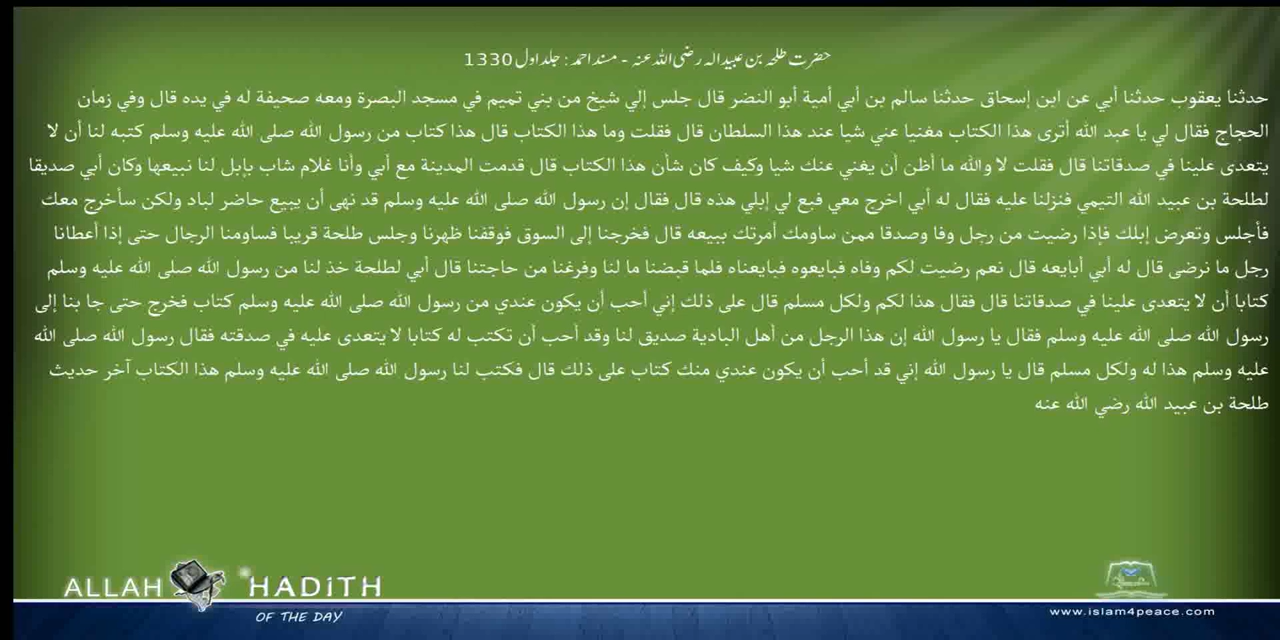 حضرت طلحہ بن عبیداله رضی اللہ عنہ - مسند احمد : جلد اول 1330
حدثنا يعقوب حدثنا أبي عن ابن إسحاق حدثنا سالم بن أبي أمية أبو النضر قال جلس إلي شيخ من بني تميم في مسجد البصرة ومعه صحيفة له في يده قال وفي زمان
الحجاج فقال لي يا عبد الله أترى هذا الكتاب مغنيا عني شيا عند هذا السلطان قال فقلت وما هذا الكتاب قال هذا كتاب من رسول الله صلى الله عليه وسلم كتبه لنا أن لا
يتعدى علينا في صدقاتنا قال فقلت لا والله ما أظن أن يغني عنك شيا وكيف كان شأن هذا الكتاب قال قدمت المدينة مع أبي وأنا غلام شاب بإبل لنا نبيعها وكان أبي صديقا
لطلحة بن عبيد الله التيمي فنزلنا عليه فقال له أبي اخرج معي فبع لي إبلي هذه قال فقال إن رسول الله صلى الله عليه وسلم قد نهى أن يبيع حاضر لباد ولكن سأخرج معك
فأجلس وتعرض إبلك فإذا رضيت من رجل وفا وصدقا ممن ساومك أمرتك ببيعه قال فخرجنا إلى السوق فوقفنا ظهرنا وجلس طلحة قريبا فساومنا الرجال حتى إذا أعطانا
رجل ما نرضى قال له أبي أبايعه قال نعم رضيت لكم وفاه فبايعوه فبايعناه فلما قبضنا ما لنا وفرغنا من حاجتنا قال أبي لطلحة خذ لنا من رسول الله صلى الله عليه وسلم
كتابا أن لا يتعدى علينا في صدقاتنا قال فقال هذا لكم ولكل مسلم قال على ذلك إني أحب أن يكون عندي من رسول الله صلى الله عليه وسلم كتاب فخرج حتى جا بنا إلى
رسول الله صلى الله عليه وسلم فقال يا رسول الله إن هذا الرجل من أهل البادية صديق لنا وقد أحب أن تكتب له كتابا لا يتعدى عليه في صدقته فقال رسول الله صلى الله
عليه وسلم هذا له ولكل مسلم قال يا رسول الله إني قد أحب أن يكون عندي منك كتاب على ذلك قال فكتب لنا رسول الله صلى الله عليه وسلم هذا الكتاب آخر حديث
طلحة بن عبيد الله رضي الله عنه
ALLAH HADITH
OF THE DAY
www.islam4peace.com